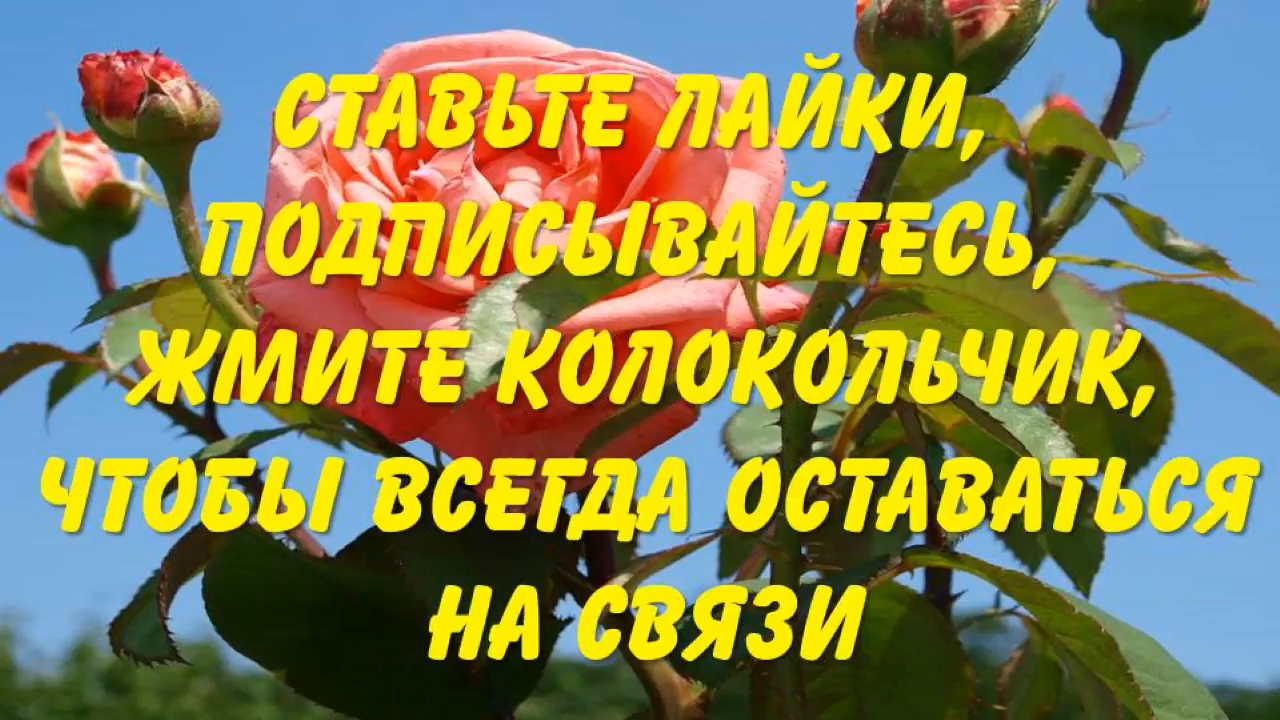 СТАВЬТЕ ЛАЙКИ,
ПОДПИСЫВАЙТЕСЬ,
ЖМИТЕ КОЛОКОЛЬЧИК,
ЧТОБЫ ВСЕГДА ОСТАВАТЬСЯ
НА СВЯЗИ